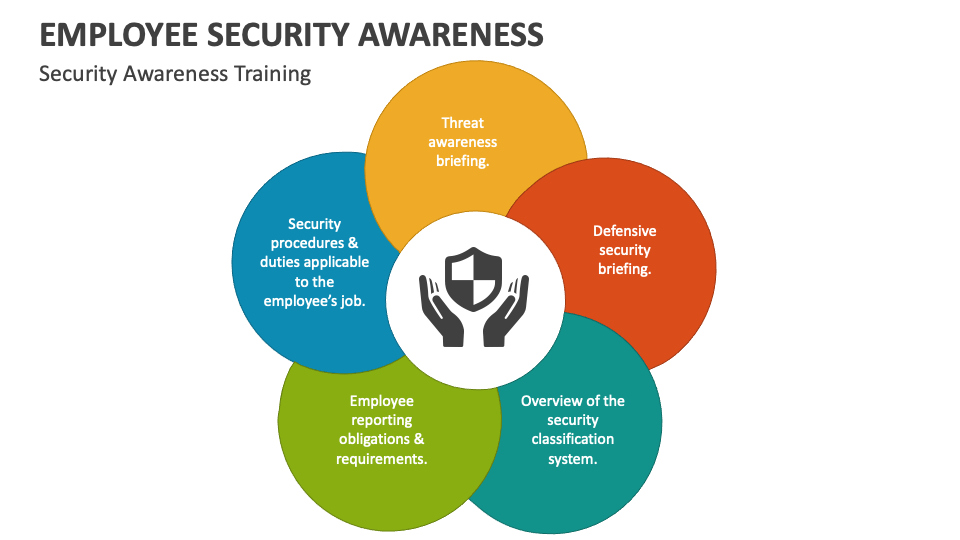 EMPLOYEE SECURITY AWARENESS
Security Awareness Training
Threat
awareness
briefing.
Defensive
security
briefing.
Overview of the
security
classification
system.
Employee
reporting
obligations &
requirements.
Security
procedures &
duties applicable
to the
employee’s job.